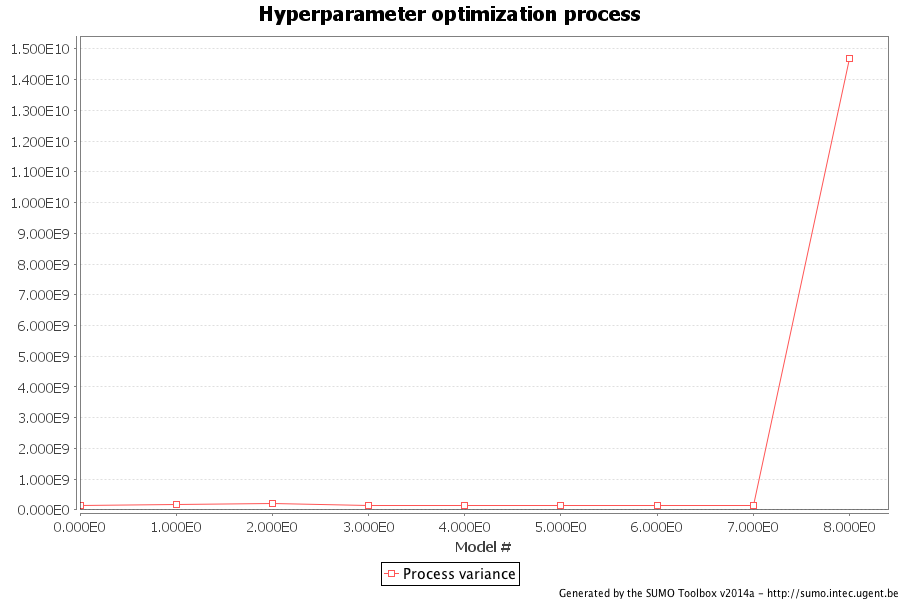 Hyperparameter optimization process
1.500E10
1.400E10
1.300E10
1.200E10
1.100E10
1.000E10
9.000E9
8.000E9
7.000E9
6.000E9
5.000E9
4.000E9
3.000E9
2.000E9
1.000E9
0.000E0
0.000E0 1.000E0 2.000E0 3.000E0 4.000E0 5.000E0 6.000E0 7.000E0 8.000E0
Model #
Process variance
Generated by the SUMO Toolbox v2014a - http://sumo.intec.ugent.be